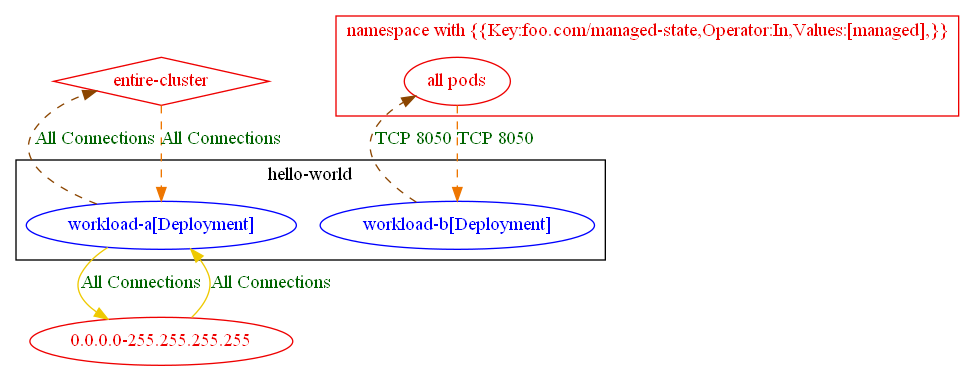 namespace with {{Key:foo.com/managed-state,Operator:In,Values:[managed],}}
entire-cluster
all pods
All Connections
All Connections
TCP 8050
TCP 8050
hello-world
workload-a[Deployment]
workload-b[Deployment]
All Connections
All Connections
0.0.0.0-255.255.255.255